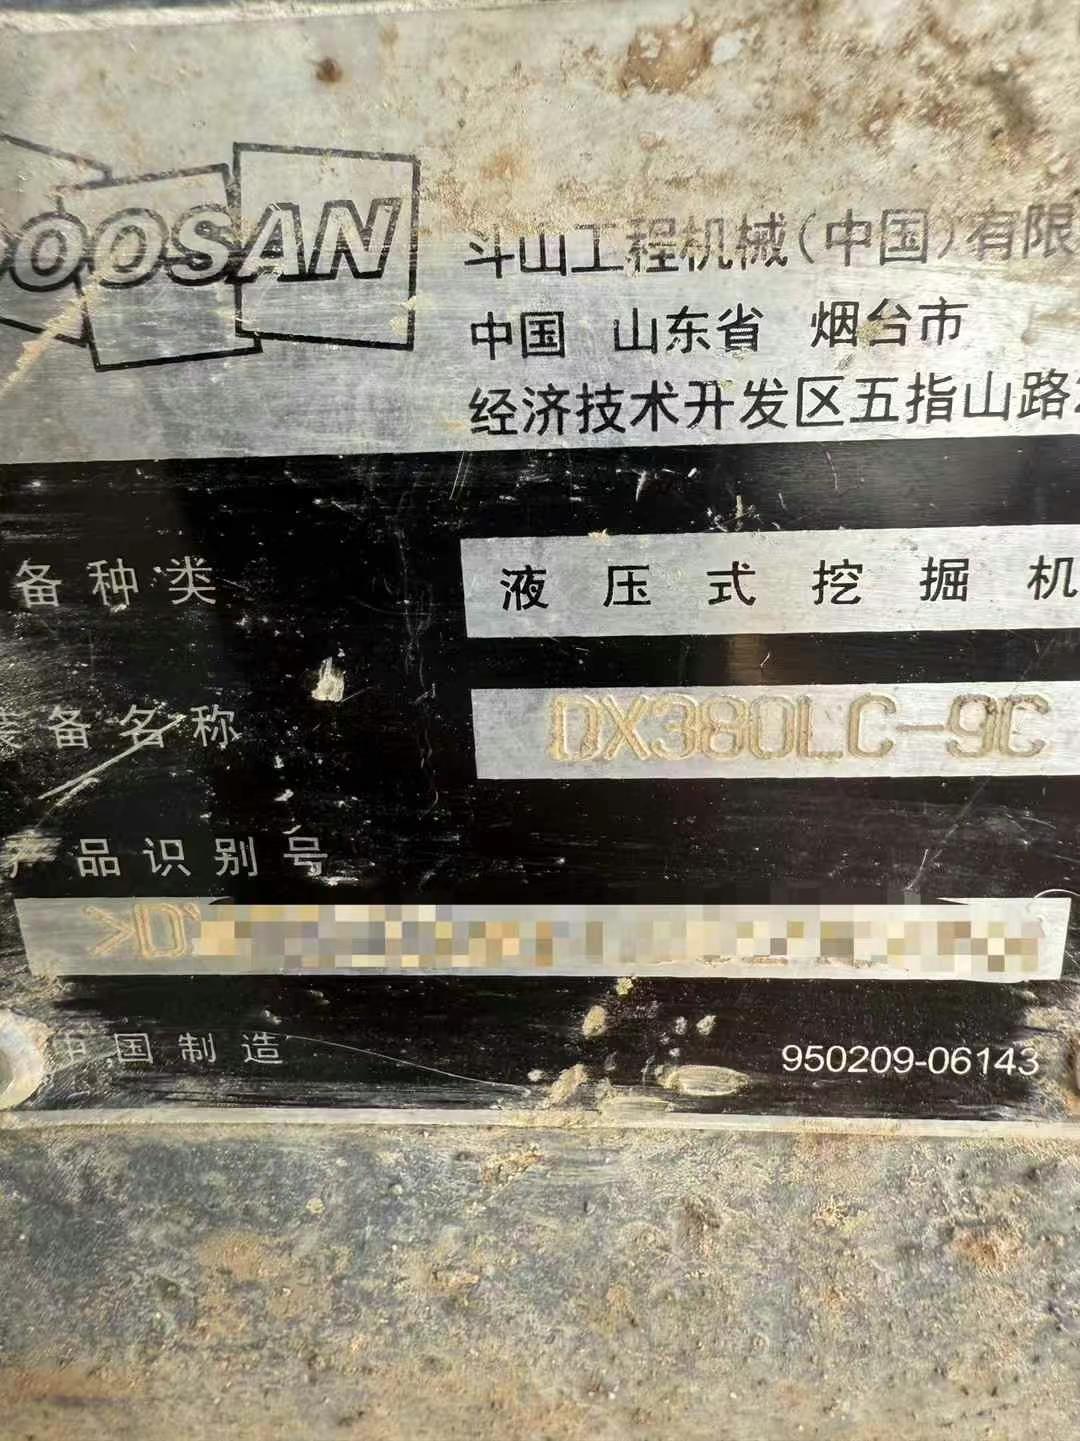 DOOSAN
斗山工程机械(中国)有限
中国 山东省 烟台市
经济技术开发区五指山路
备种类 液压式挖掘机
装备名称 DX380LC-9C
产品识别号
950209-06143
中国制造